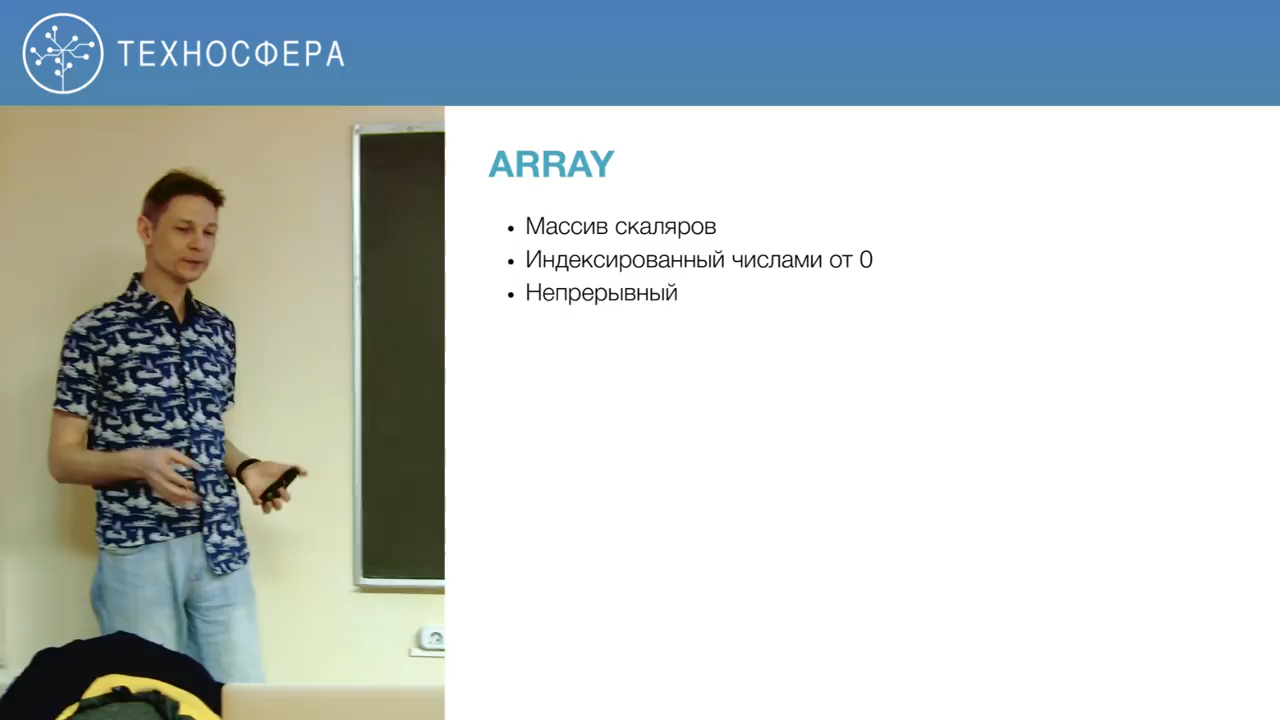 ТЕХНОСФЕРА
ARRAY
• Массив скаляров
• Индексированный числами от 0
• Непрерывный